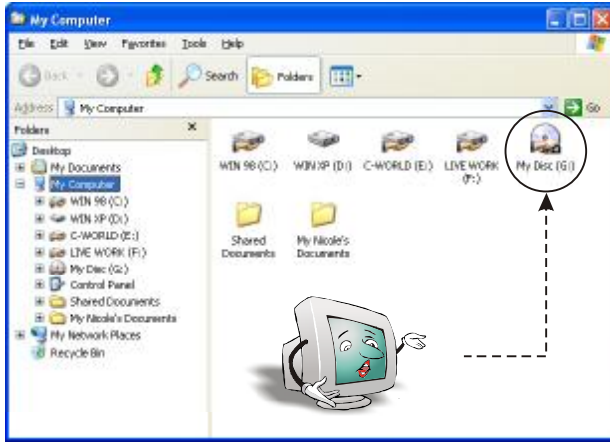 My Computer
File Edit View Favorites Tools Help
Back Search Folders
Address My Computer Go
Folders
Desktop
My Documents
My Computer
WIN 98 (C:)
WIN XP (D:)
C-WORLD (E:)
LIVE WORK (F:)
My Disc (G:)
Control Panel
Shared Documents
My Nicole's Documents
My Network Places
Recycle Bin
WIN 98 (C:) WIN XP (D:) C-WORLD (E:) LIVE WORK (F:) My Disc (G:)
Shared Documents My Nicole's Documents